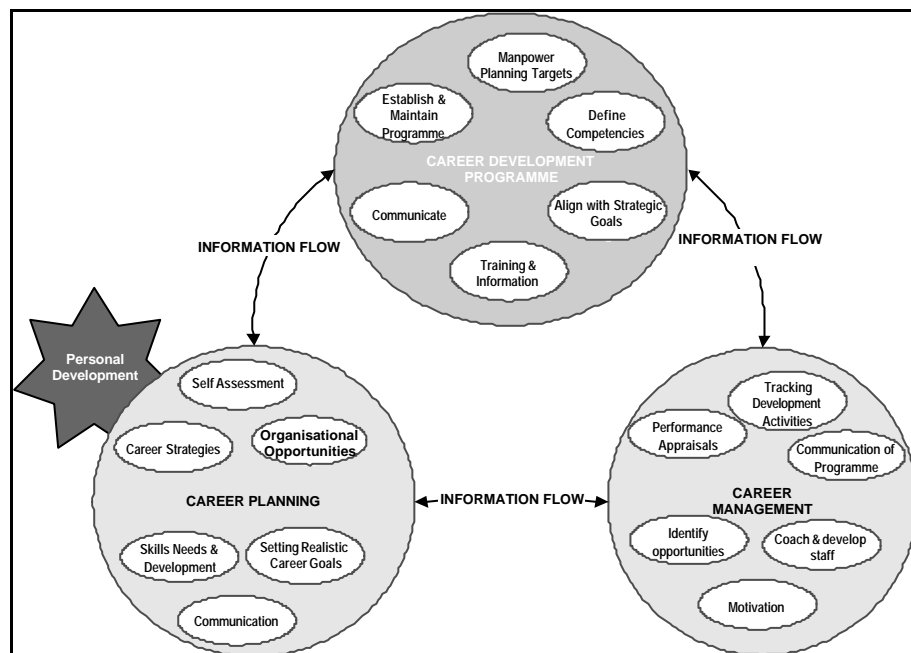 Manpower
Planning Targets
Establish &
Maintain
Programme
Define
Competencies
CAREER DEVELOPMENT
PROGRAMME
Communicate
Align with Strategic
Goals
Training &
Information
INFORMATION FLOW
INFORMATION FLOW
Personal
Development
Self Assessment
Career Strategies
Organisational
Opportunities
CAREER PLANNING
Skills Needs &
Development
Setting Realistic
Career Goals
Communication
INFORMATION FLOW
Tracking
Development
Activities
Performance
Appraisals
Communication of
Programme
CAREER
MANAGEMENT
Identify
opportunities
Coach & develop
staff
Motivation